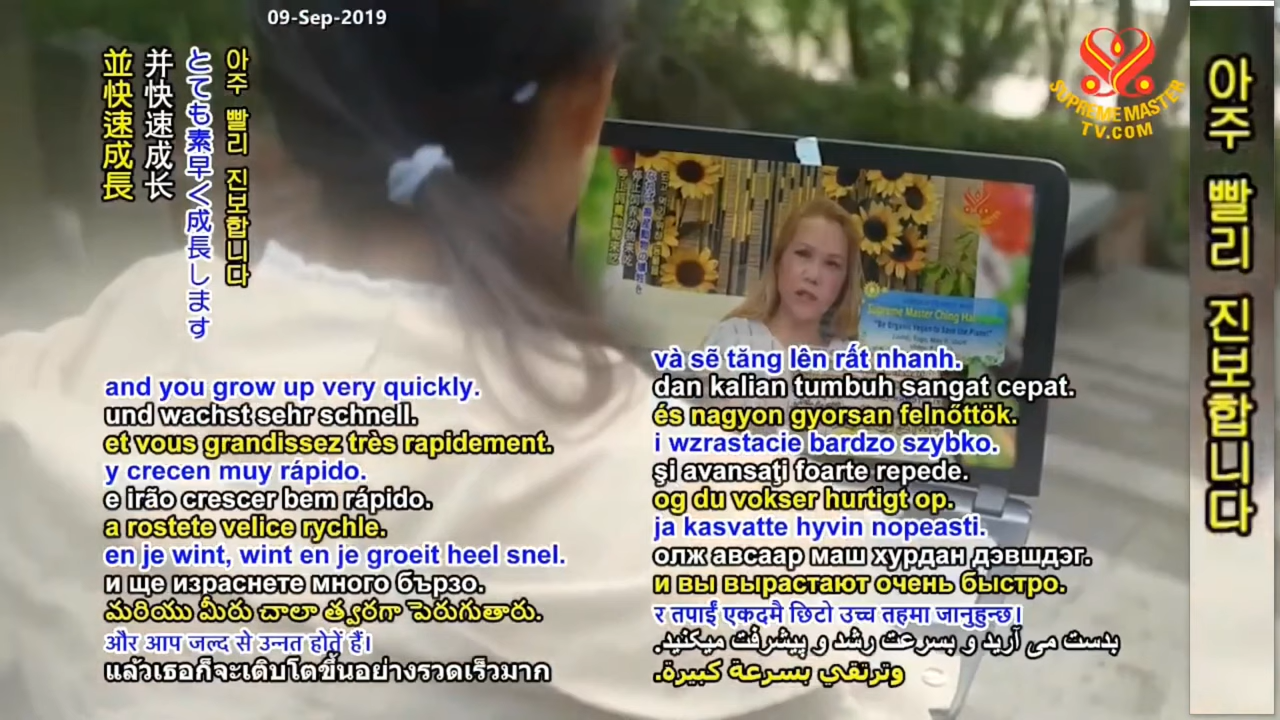 09-Sep-2019
SUPREME MASTER
TV.COM
아주 빨리 진보합니다
とても素早く成長します
并快速成长
並快速成長
and you grow up very quickly.
und wachst sehr schnell.
et vous grandissez très rapidement.
y crecen muy rápido.
e irão crescer bem rápido.
a rostete velice rychle.
en je wint, wint en je groeit heel snel.
и ще израснете много бързо.
మరియు మీరు చాలా త్వరగా పెరుగుతారు.
और आप जल्द से उन्नत होतें हैं।
แล้วเธอก็จะเติบโตขึ้นอย่างรวดเร็วมาก
và sẽ tăng lên rất nhanh.
dan kalian tumbuh sangat cepat.
és nagyon gyorsan felnőttök.
i wzrastacie bardzo szybko.
şi avansaţi foarte repede.
og du vokser hurtigt op.
ja kasvatte hyvin nopeasti.
олж авсаар маш хурдан дэвшдэг.
и вы вырастают очень быстро.
र तपाईं एकदमै छिटो उच्च तहमा जानुहुन्छ।
بدست می آرید و بسرعت رشد و پیشرفت میکنید.
وترتقي بسرعة كبيرة.
Supreme Master Ching Hai
"Be Organic Vegan to Save the Planet"
아주 빨리 진보합니다